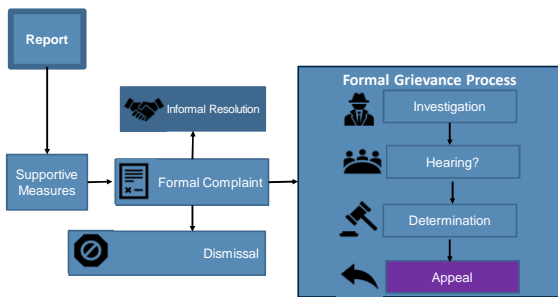 Report
Formal Grievance Process
Informal Resolution
Investigation
Supportive
Measures
Formal Complaint
Hearing?
Dismissal
Determination
Appeal